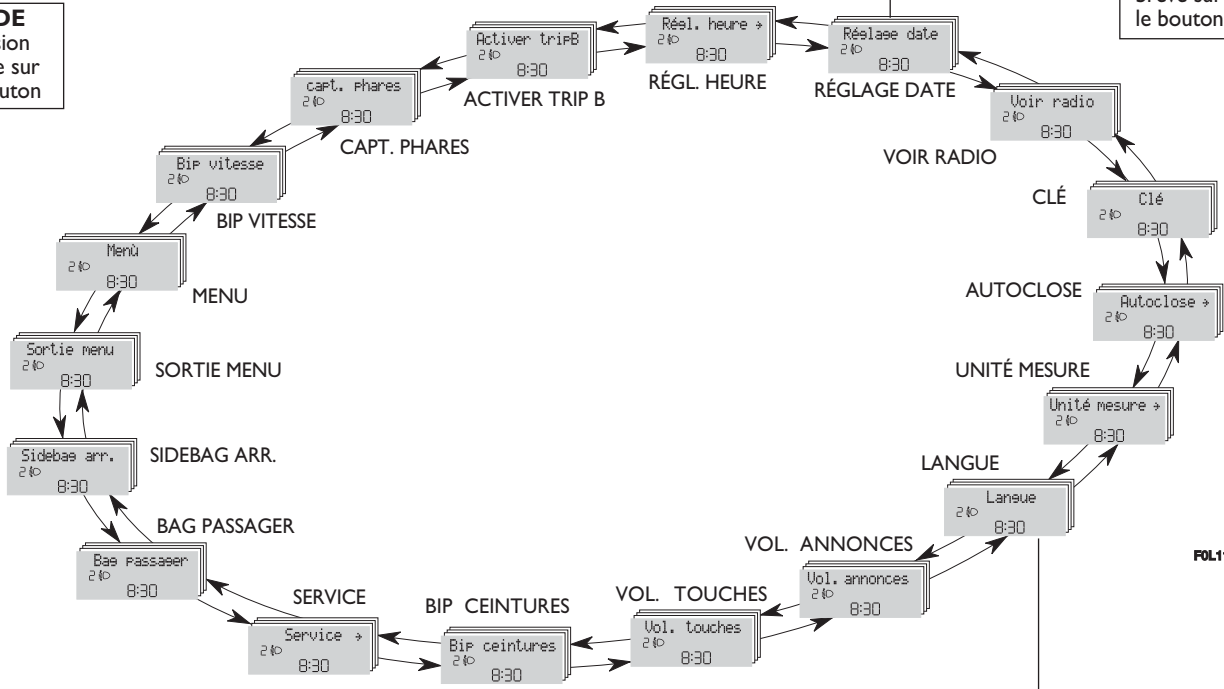 DE
sion
e sur
uton
le bouton
Activer tripB
8:30
ACTIVER TRIP B
Régl. heure →
8:30
RÉGL. HEURE
Réglage date
8:30
RÉGLAGE DATE
Voir radio
8:30
VOIR RADIO
Clé
8:30
CLÉ
Autoclose →
8:30
AUTOCLOSE
Unité mesure →
8:30
UNITÉ MESURE
Langue
8:30
LANGUE
Vol. annonces
8:30
VOL. ANNONCES
Vol. touches
8:30
VOL. TOUCHES
Bip ceintures
8:30
BIP CEINTURES
Service →
8:30
SERVICE
Bag passager
8:30
BAG PASSAGER
Sidebag arr.
8:30
SIDEBAG ARR.
Sortie menu
8:30
SORTIE MENU
Menù
8:30
MENU
Bip vitesse
8:30
BIP VITESSE
capt. phares
8:30
CAPT. PHARES